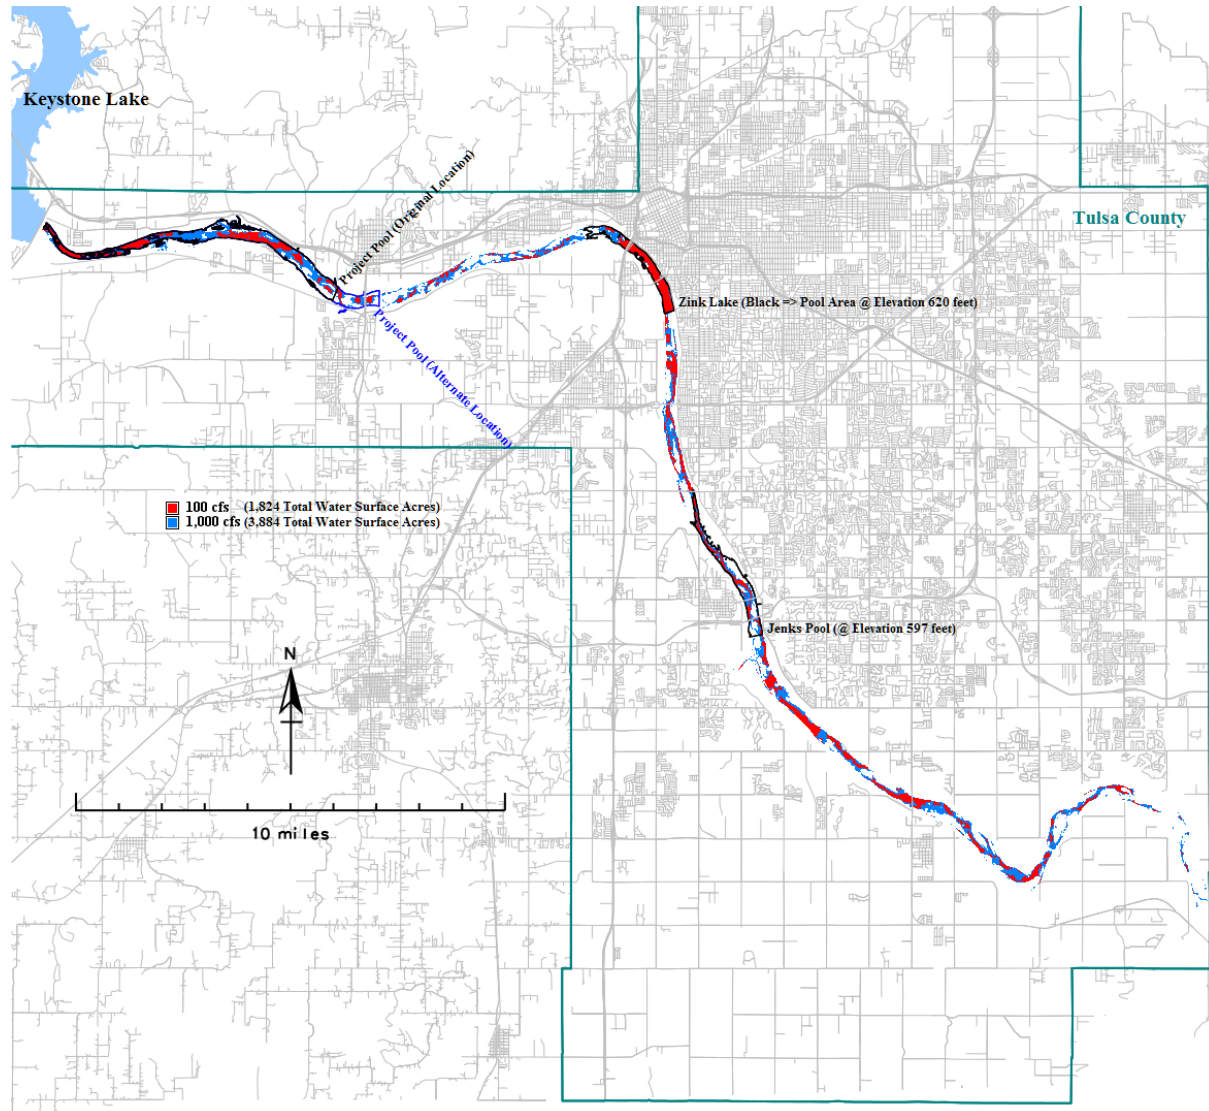 Keystone Lake
Project Pool (Original Location)
Tulsa County
Zink Lake (Black => Pool Area @ Elevation 620 feet)
Project Pool (Alternate Location)
100 cfs (1,824 Total Water Surface Acres)
1,000 cfs (3,884 Total Water Surface Acres)
Jenks Pool (@ Elevation 597 feet)
N
10 miles